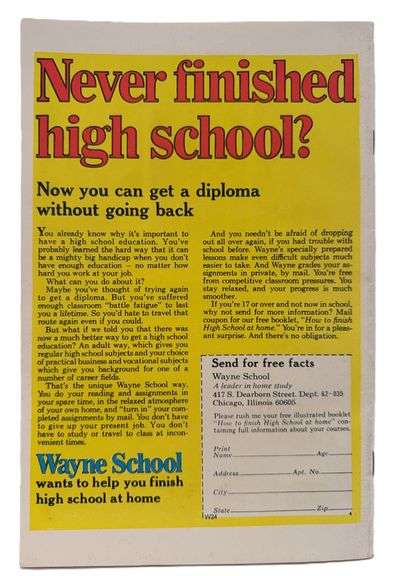 Never finished
high school?
Now you can get a diploma
without going back
You already know why it's important to
have a high school education. You've
probably learned the hard way that it can
be a mighty big handicap when you don't
have enough education — no matter how
hard you work at your job.
What can you do about it?
Maybe you've thought of trying again
to get a diploma. But you've suffered
enough classroom "battle fatigue" to last
you a lifetime. So you'd hate to travel that
route again even if you could.
But what if we told you that there was
now a much better way to get a high school
education? An adult way, which gives you
regular high school subjects and your choice
of practical business and vocational subjects
which give you background for one of a
number of career fields.
That's the unique Wayne School way.
You do your reading and assignments in
your spare time, in the relaxed atmosphere
of your own home, and "turn in" your com-
pleted assignments by mail. You don't have
to give up your present job. You don't
have to study or travel to class at incon-
venient times.
Wayne School
wants to help you finish
high school at home
And you needn't be afraid of dropping
out all over again, if you had trouble with
school before. Wayne's specially prepared
lessons make even difficult subjects much
easier to take. And Wayne grades your as-
signments in private, by mail. You're free
from competitive classroom pressures. You
stay relaxed, and your progress is much
smoother.
If you're 17 or over and not now in school,
why not send for more information? Mail
coupon for our free booklet, "How to finish
High School at home." You're in for a pleas-
ant surprise. And there's no obligation.
Send for free facts
Wayne School
A leader in home study
417 S. Dearborn Street. Dept. 82-035
Chicago, Illinois 60605
Please rush me your free illustrated booklet
"How to finish High School at home" con-
taining full information about your courses.
Print
Name Age
Address Apt. No.
City
State Zip
W24 4